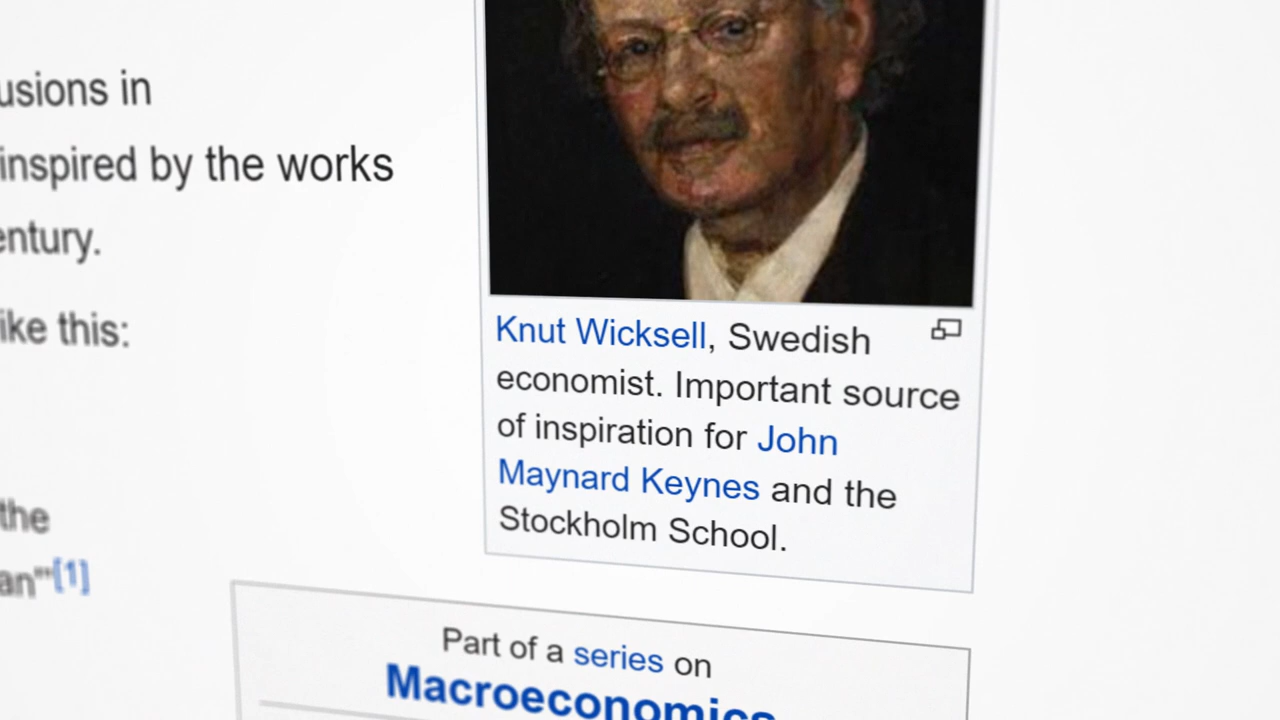 usions in
inspired by the works
entury.
ike this:
the
an'"[1]
Knut Wicksell, Swedish
economist. Important source
of inspiration for John
Maynard Keynes and the
Stockholm School.
Part of a series on
Macroeconomics